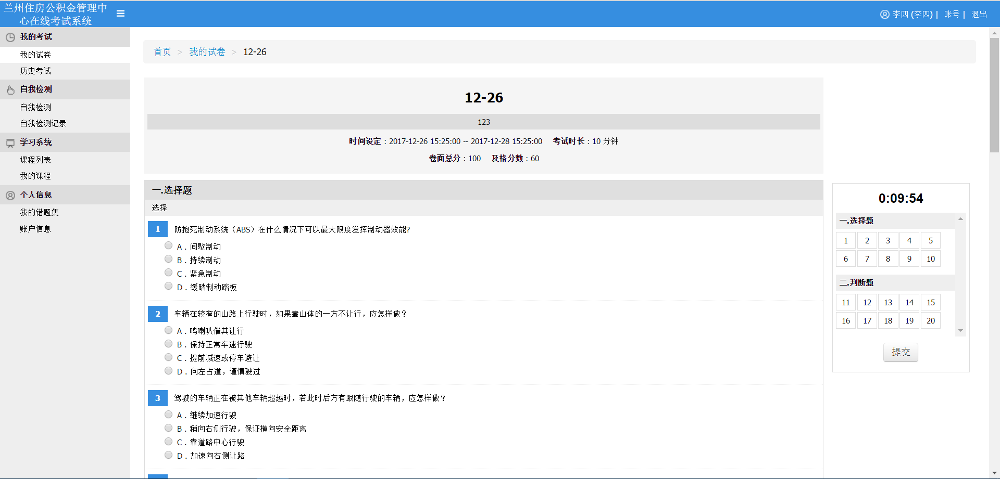 兰州住房公积金管理中
心在线考试系统
李四 (李四) | 账号 | 退出
我的考试
我的试卷
历史考试
自我检测
自我检测
自我检测记录
学习系统
课程列表
我的课程
个人信息
我的错题集
账户信息
首页 > 我的试卷 > 12-26
12-26
123
时间设定：2017-12-26 15:25:00 -- 2017-12-28 15:25:00 考试时长：10 分钟
卷面总分：100 及格分数：60
一.选择题
选择
1 防抱死制动系统（ABS）在什么情况下可以最大限度发挥制动器效能?
A．间歇制动
B．持续制动
C．紧急制动
D．缓踏制动踏板
2 车辆在较窄的山路上行驶时，如果靠山体的一方不让行，应怎样做？
A．鸣喇叭催其让行
B．保持正常车速行驶
C．提前减速或停车避让
D．向左占道，谨慎驶过
3 驾驶的车辆正在被其他车辆超越时，若此时后方有跟随行驶的车辆，应怎样做？
A．继续加速行驶
B．稍向右侧行驶，保证横向安全距离
C．靠道路中心行驶
D．加速向右侧让路
0:09:54
一.选择题
1 2 3 4 5
6 7 8 9 10
二.判断题
11 12 13 14 15
16 17 18 19 20
提交